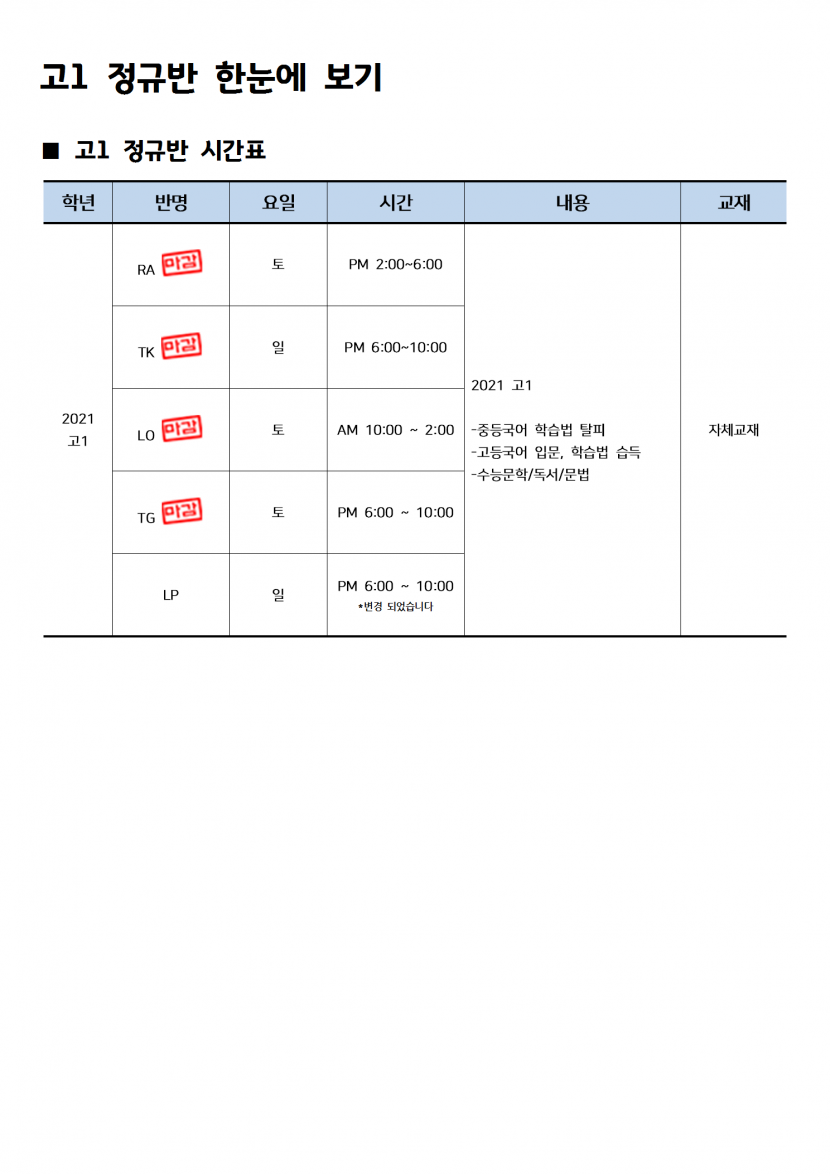 고1 정규반 한눈에 보기
■ 고1 정규반 시간표
학년 반명 요일 시간 내용 교재
RA 마감 토 PM 2:00~6:00
TK 마감 일 PM 6:00~10:00
2021
고1
LO 마감 토 AM 10:00 ~ 2:00
TG 마감 토 PM 6:00 ~ 10:00
LP 일 PM 6:00 ~ 10:00
*변경 되었습니다
2021 고1
-중등국어 학습법 탈피
-고등국어 입문, 학습법 습득
-수능문학/독서/문법
자체교재